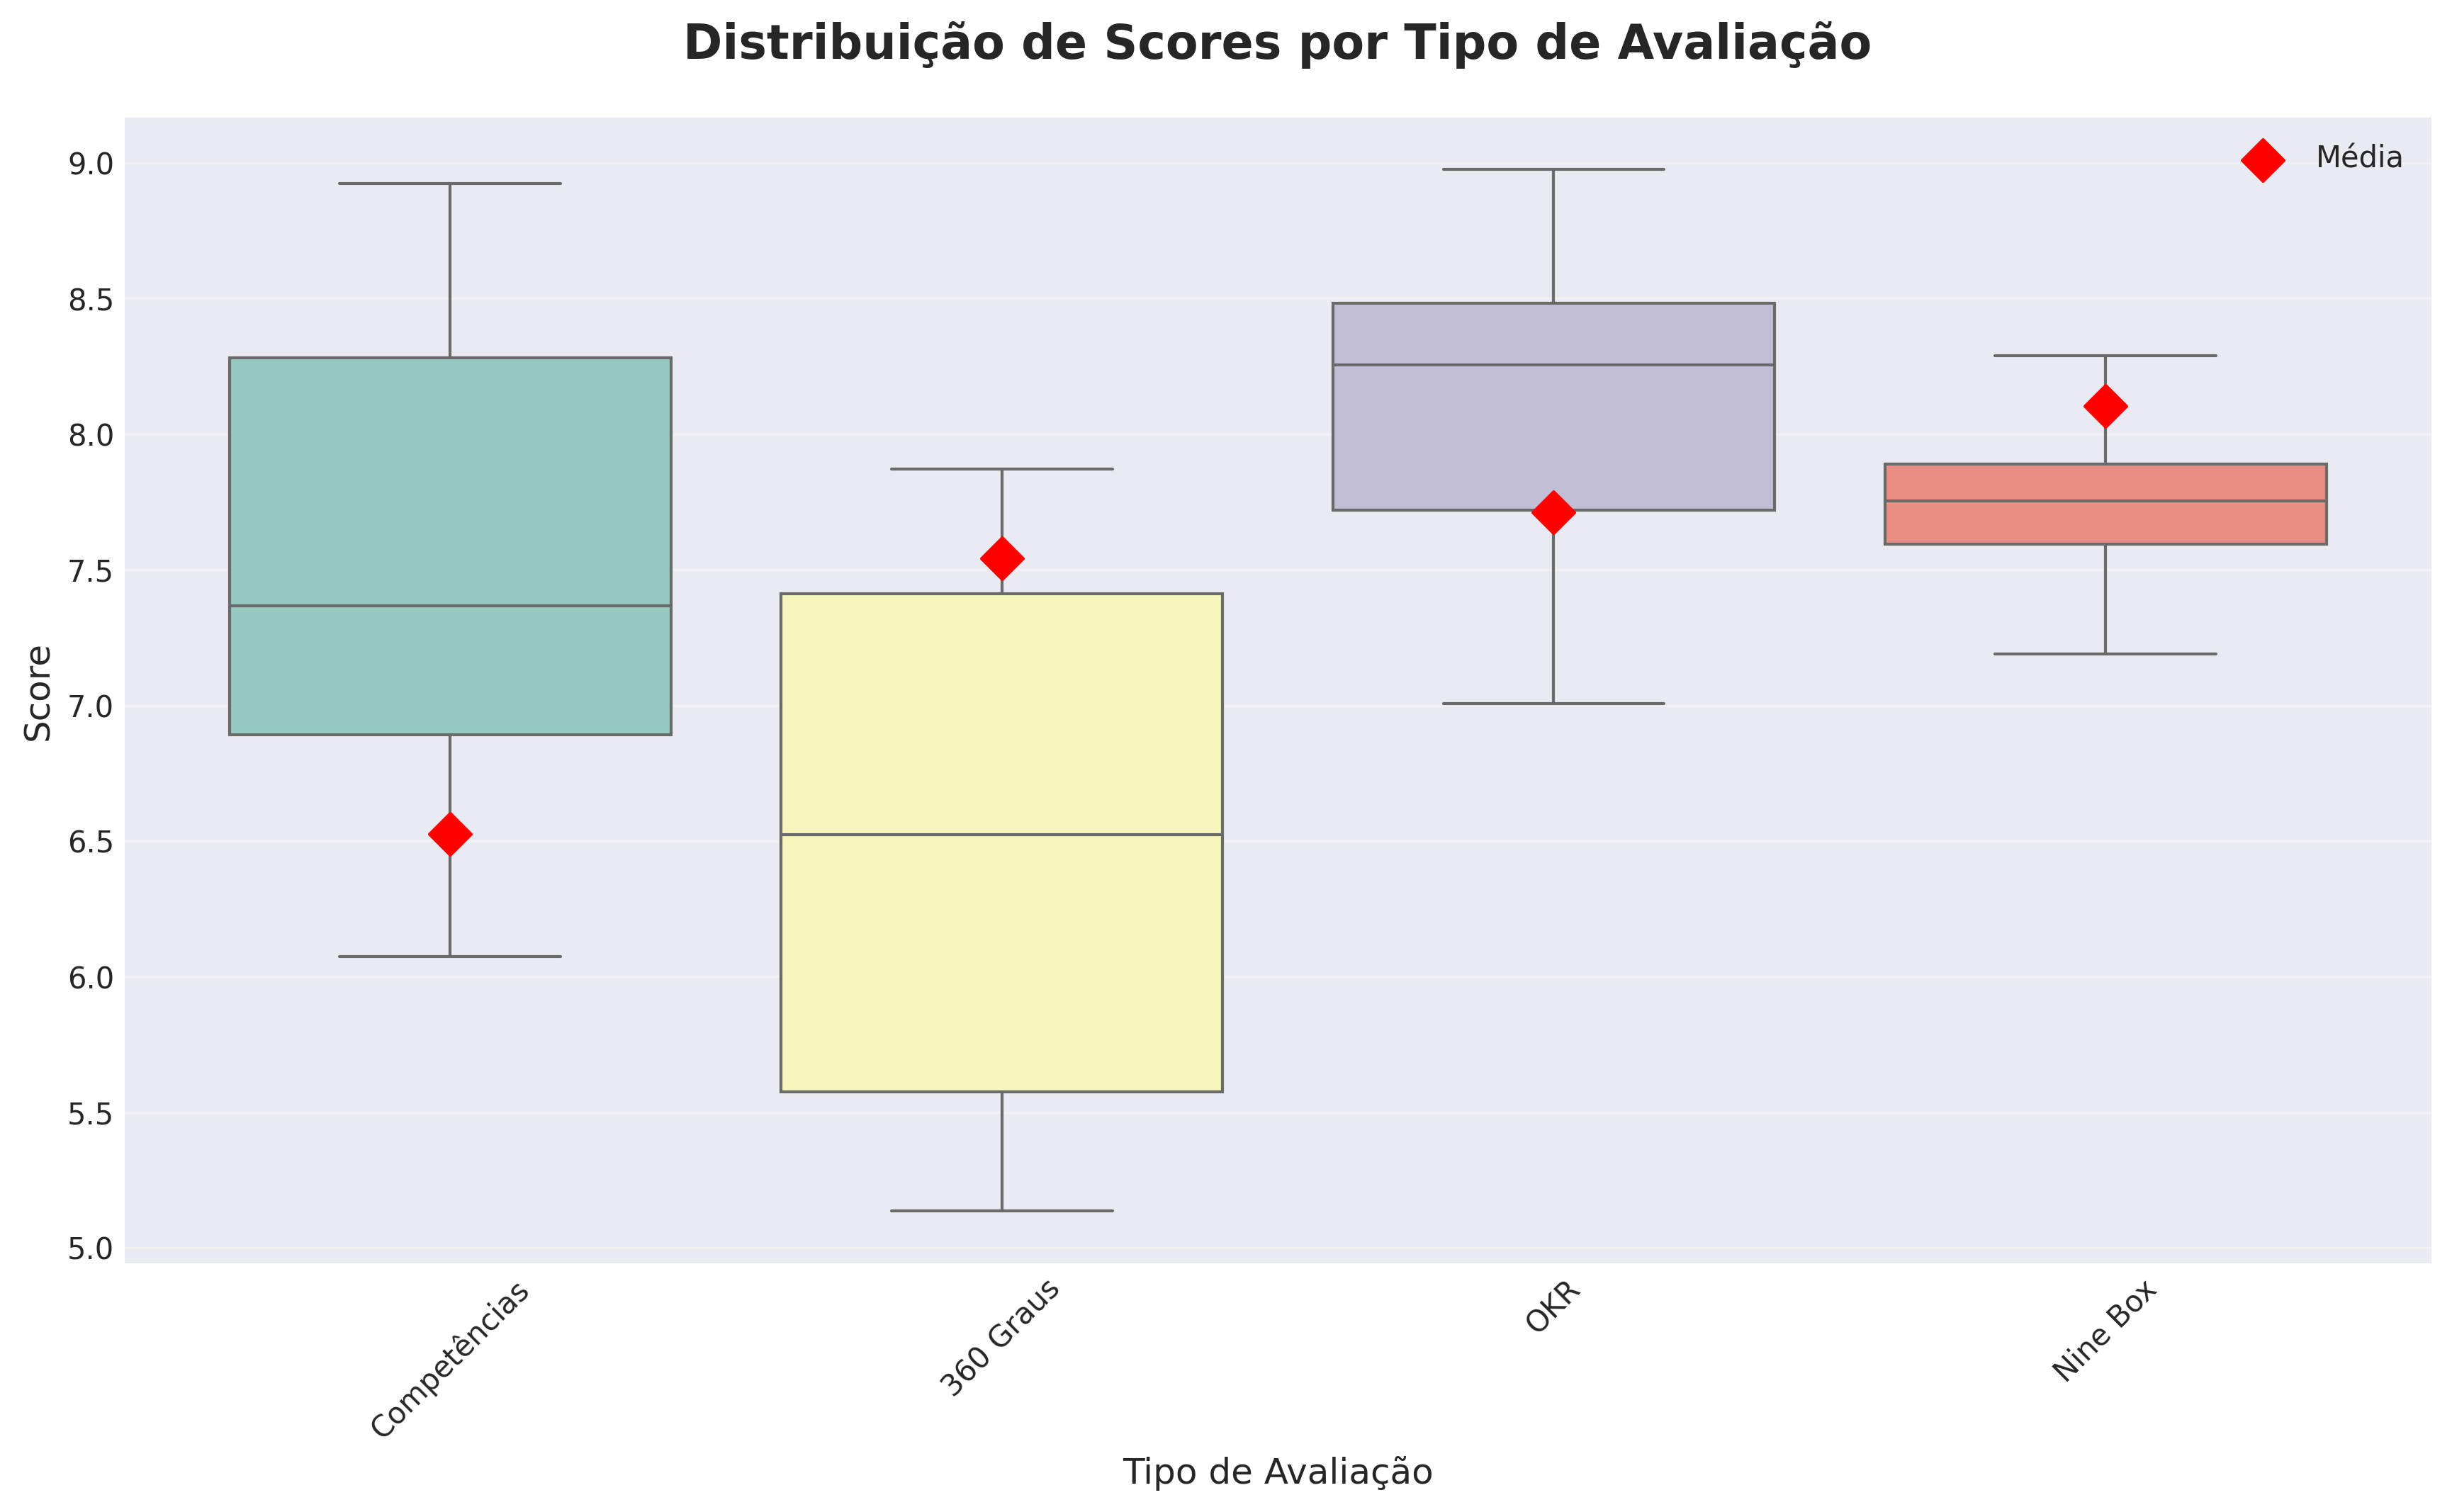 Distribuição de Scores por Tipo de Avaliação
Média
Score
9.0
8.5
8.0
7.5
7.0
6.5
6.0
5.5
5.0
Competências
360 Graus
OKR
Nine Box
Tipo de Avaliação